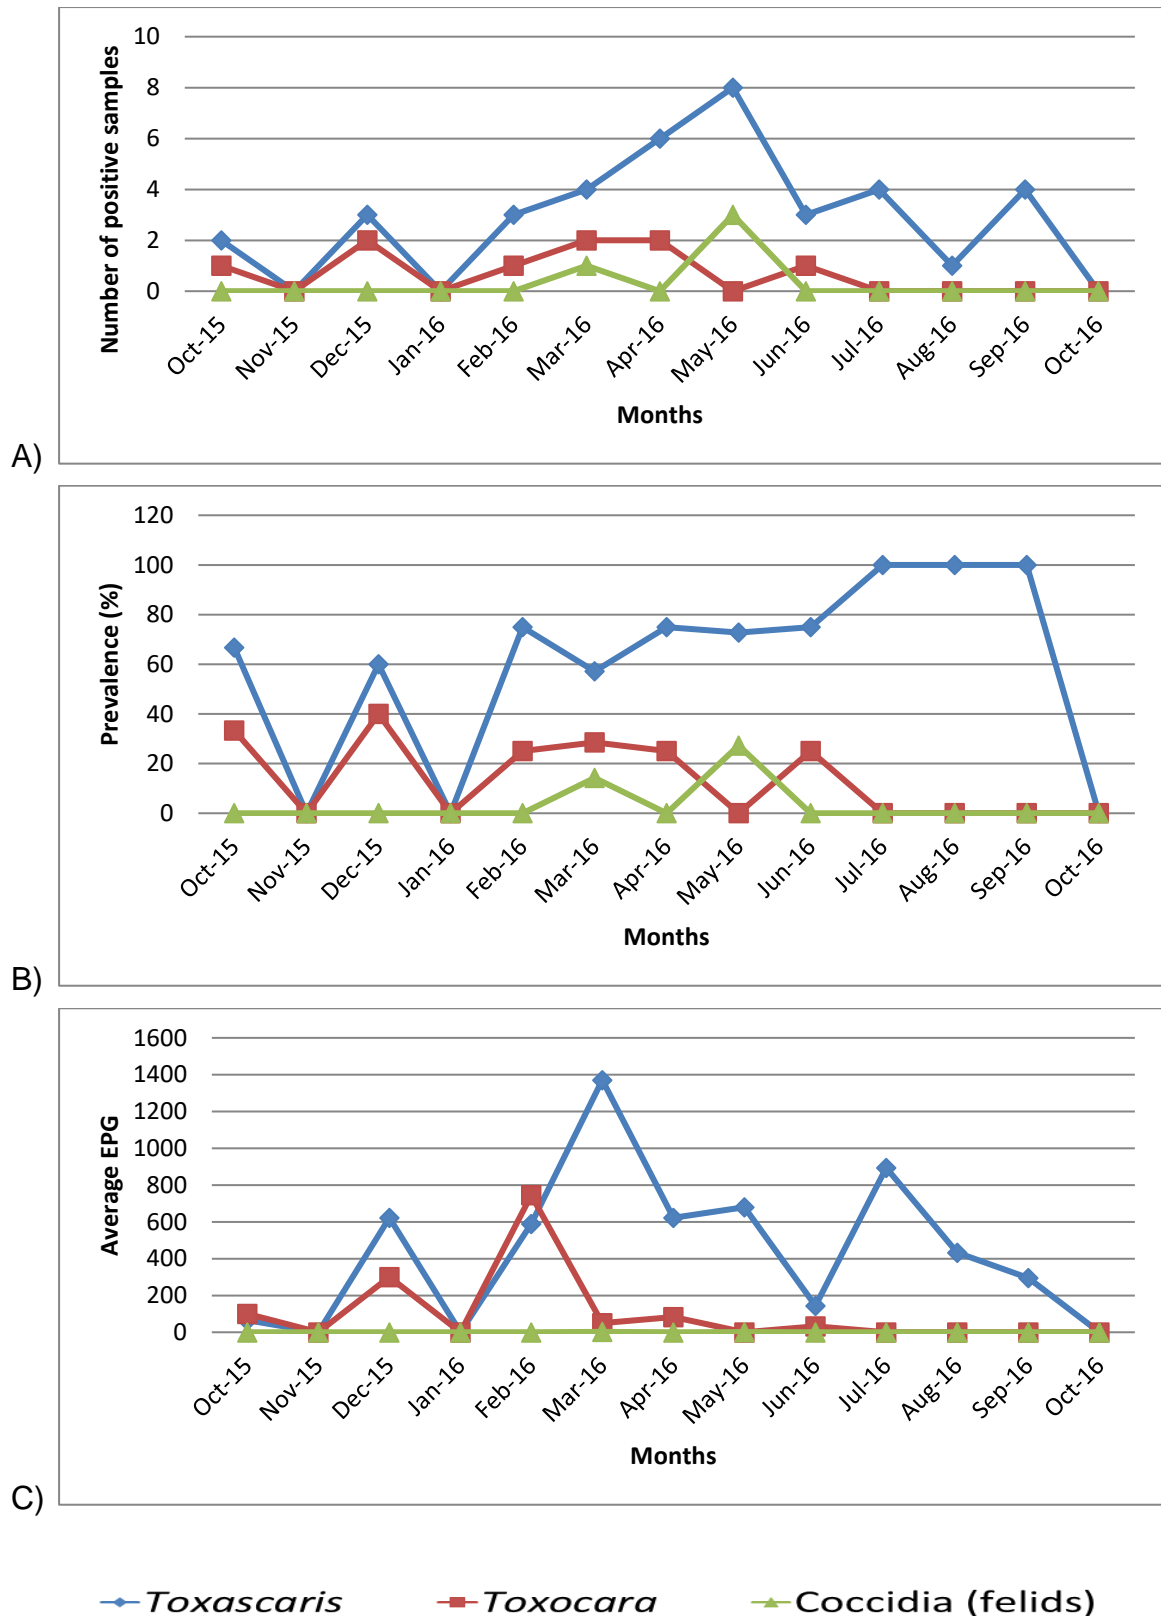 Number of positive samples
10
8
6
4
2
0
Oct-15
Nov-15
Dec-15
Jan-16
Feb-16
Mar-16
Apr-16
May-16
Jun-16
Jul-16
Aug-16
Sep-16
Oct-16
Months
A)
Prevalence (%)
120
100
80
60
40
20
0
Oct-15
Nov-15
Dec-15
Jan-16
Feb-16
Mar-16
Apr-16
May-16
Jun-16
Jul-16
Aug-16
Sep-16
Oct-16
Months
B)
Average EPG
1600
1400
1200
1000
800
600
400
200
0
Oct-15
Nov-15
Dec-15
Jan-16
Feb-16
Mar-16
Apr-16
May-16
Jun-16
Jul-16
Aug-16
Sep-16
Oct-16
Months
C)
Toxascaris Toxocara Coccidia (felids)